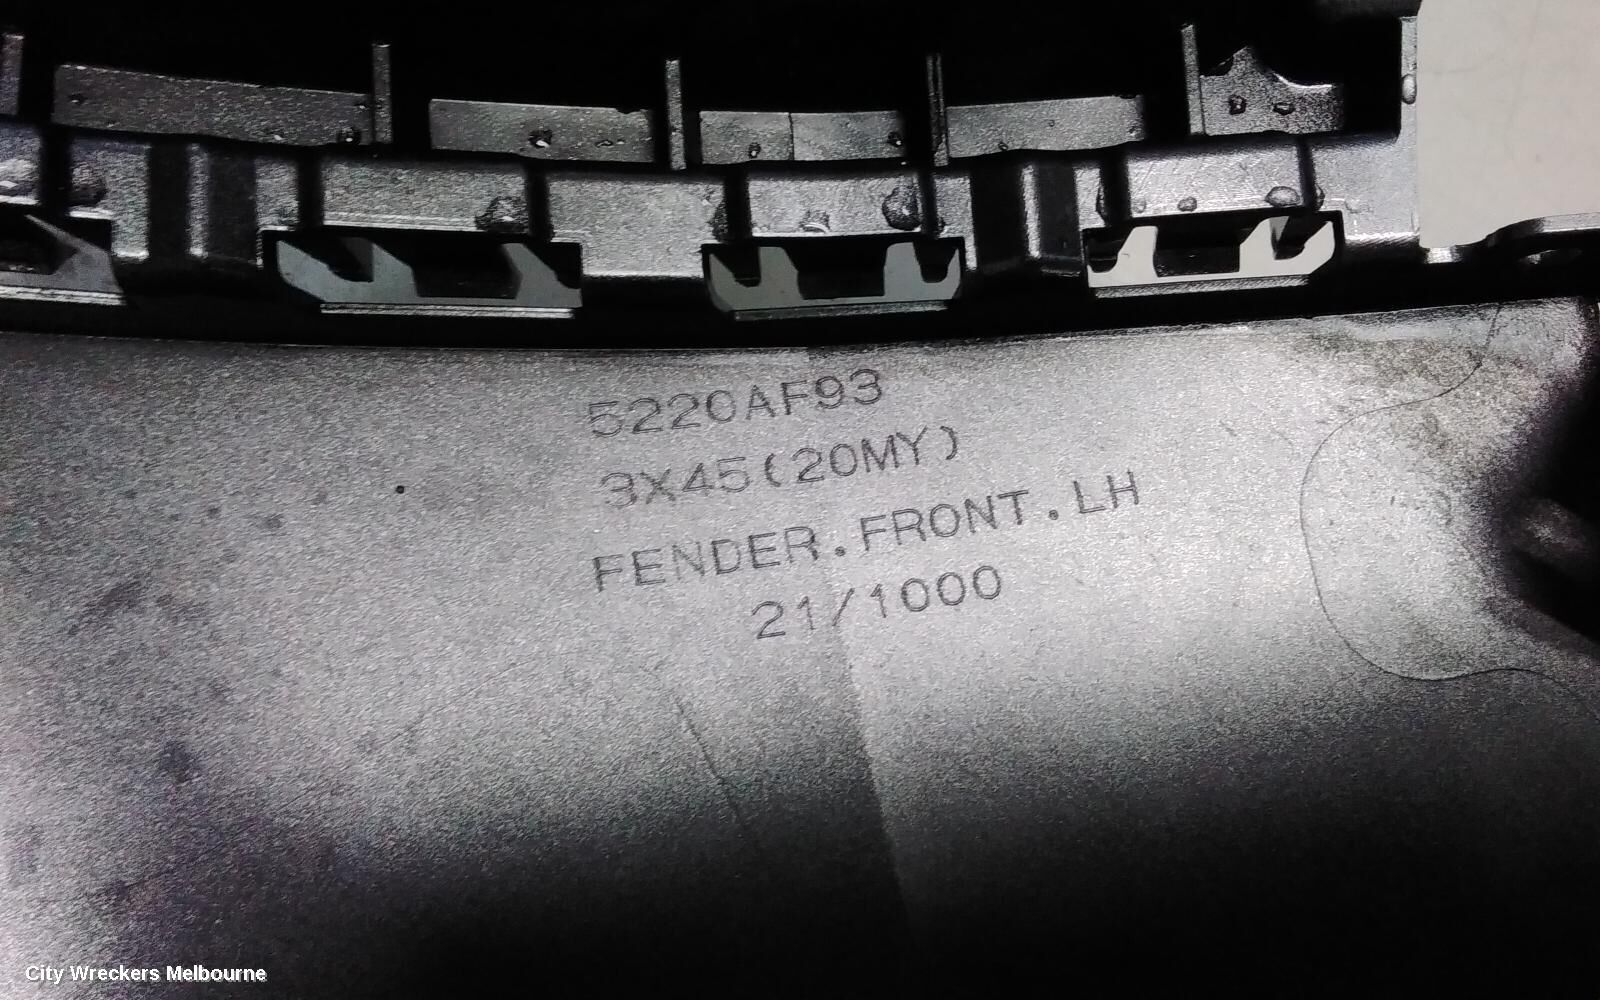 5220AF93
3X45(20MY)
FENDER.FRONT.LH
21/1000
City Wreckers Melbourne